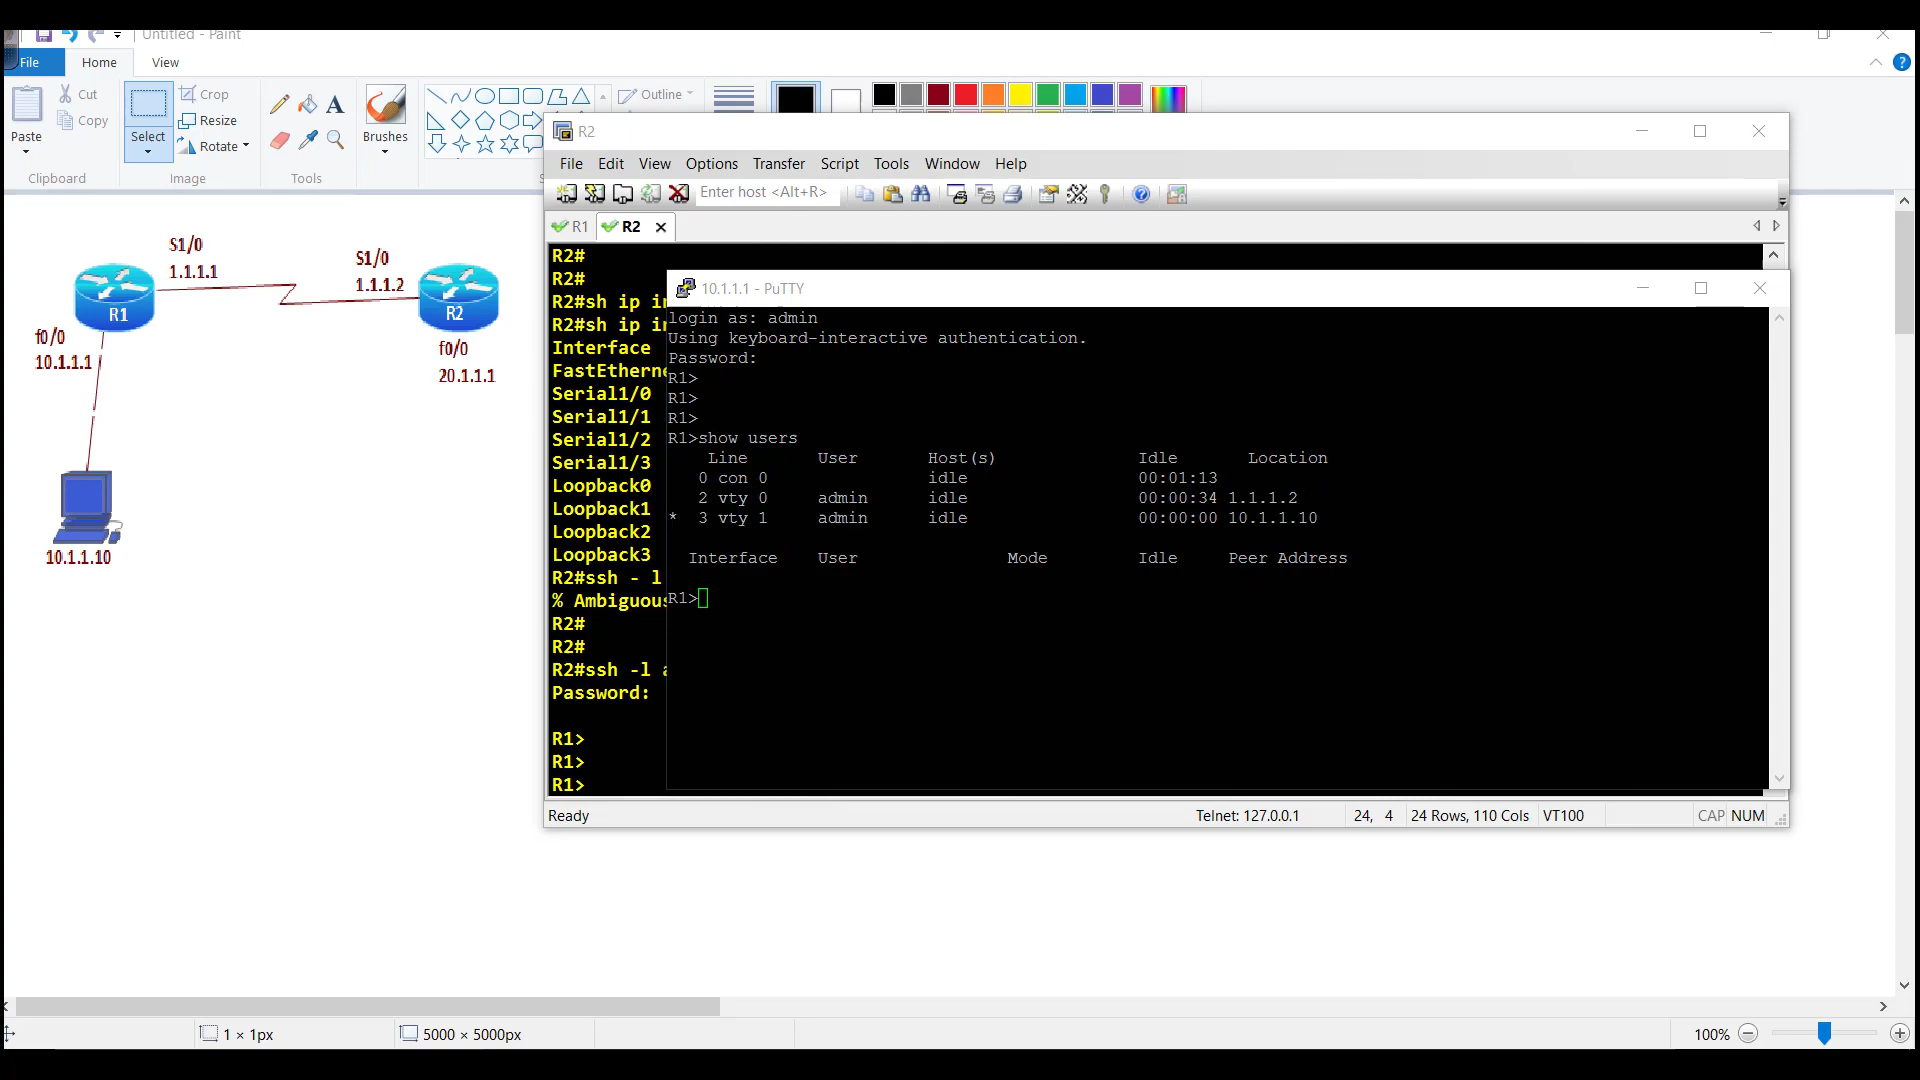 Untitled - Paint
File Home View
Cut
Copy
Paste
Clipboard
Select
Crop
Resize
Rotate
Image
Tools
Brushes
Outline
R2
File Edit View Options Transfer Script Tools Window Help
Enter host <Alt+R>
R1 R2
R2#
R2#
R2#sh ip i
R2#sh ip i
Interface
FastEtherne
Serial1/0
Serial1/1
Serial1/2
Serial1/3
Loopback0
Loopback1
Loopback2
Loopback3
R2#ssh - l
% Ambiguous
R2#
R2#
R2#ssh -l
Password:
R1>
R1>
R1>
10.1.1.1 - PuTTY
login as: admin
Using keyboard-interactive authentication.
Password:
R1>
R1>
R1>
R1>show users
Line User Host(s) Idle Location
0 con 0 idle 00:01:13
2 vty 0 admin idle 00:00:34 1.1.1.2
* 3 vty 1 admin idle 00:00:00 10.1.1.10
Interface User Mode Idle Peer Address
R1>
Ready Telnet: 127.0.0.1 24, 4 24 Rows, 110 Cols VT100 CAP NUM
S1/0
1.1.1.1
S1/0
1.1.1.2
R1
R2
f0/0
10.1.1.1
f0/0
20.1.1.1
10.1.1.10
1 × 1px 5000 × 5000px 100%